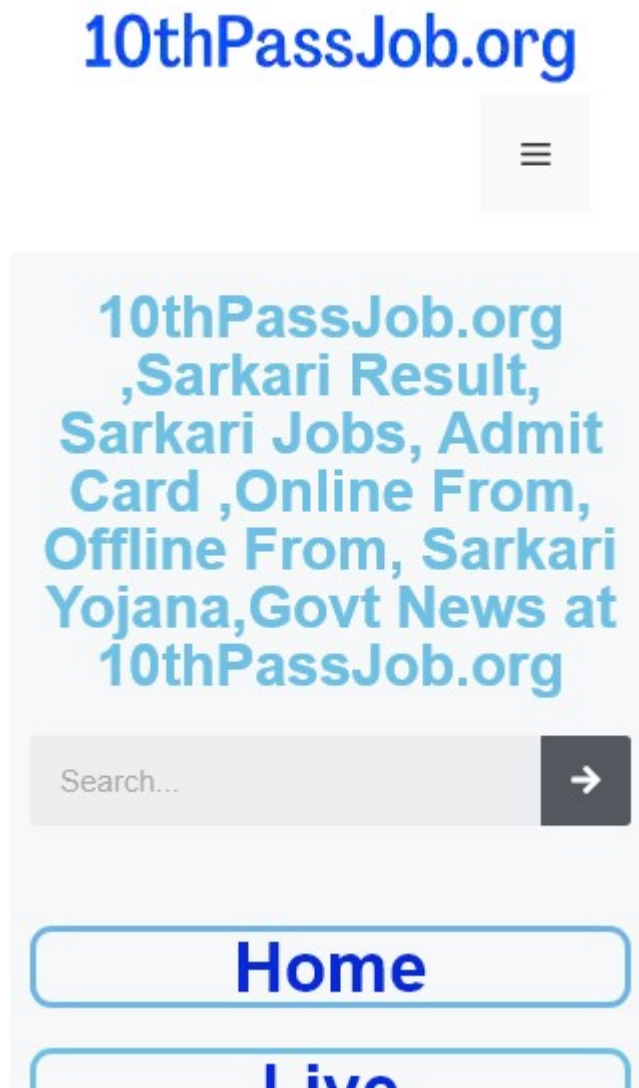 10thPassJob.org
10thPassJob.org
,Sarkari Result,
Sarkari Jobs, Admit
Card ,Online From,
Offline From, Sarkari
Yojana,Govt News at
10thPassJob.org
Search...
Home
Live